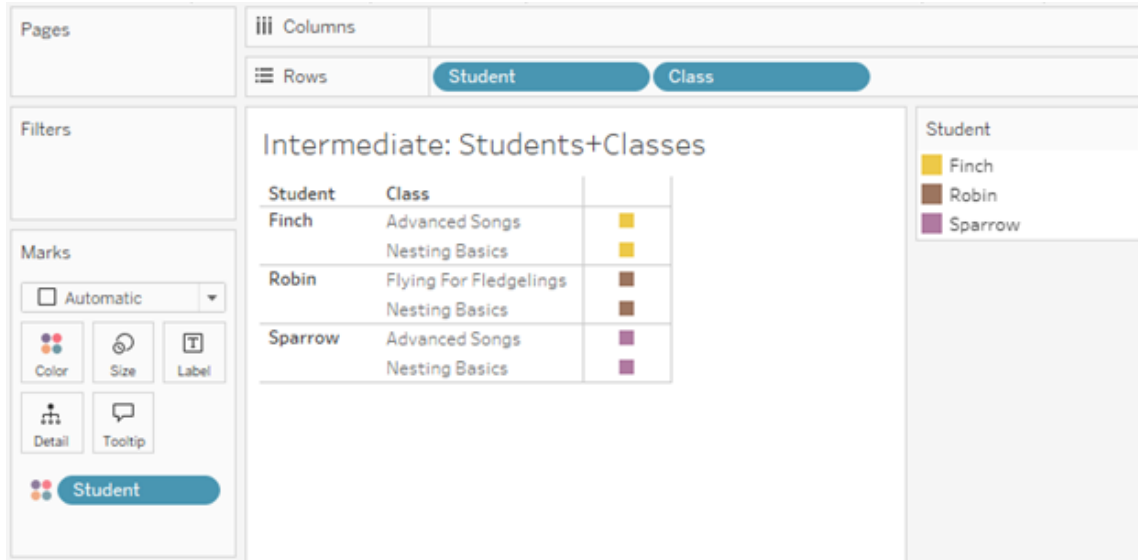 Pages
Columns
Rows Student Class
Filters
Intermediate: Students+Classes
Student Class
Finch Advanced Songs
Nesting Basics
Robin Flying For Fledgelings
Nesting Basics
Sparrow Advanced Songs
Nesting Basics
Student
Finch
Robin
Sparrow
Marks
Automatic
Color Size Label
Detail Tooltip
Student